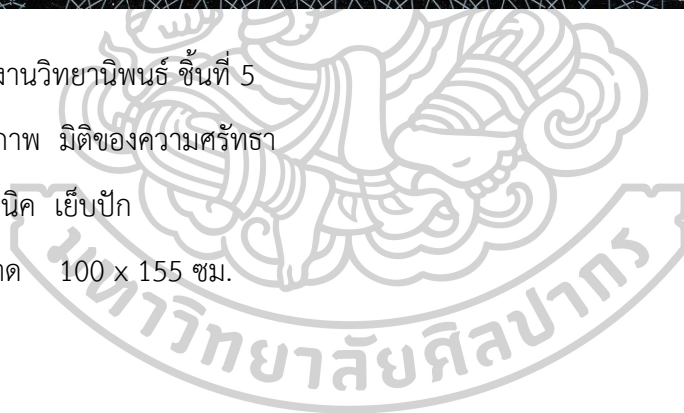 งานวิทยานิพนธ์ ชิ้นที่ 5
ภาพ มิติของความศรัทธา
นิค เย็บปัก
าด 100 x 155 ซม.
มหาวิทยาลัยศิลปากร